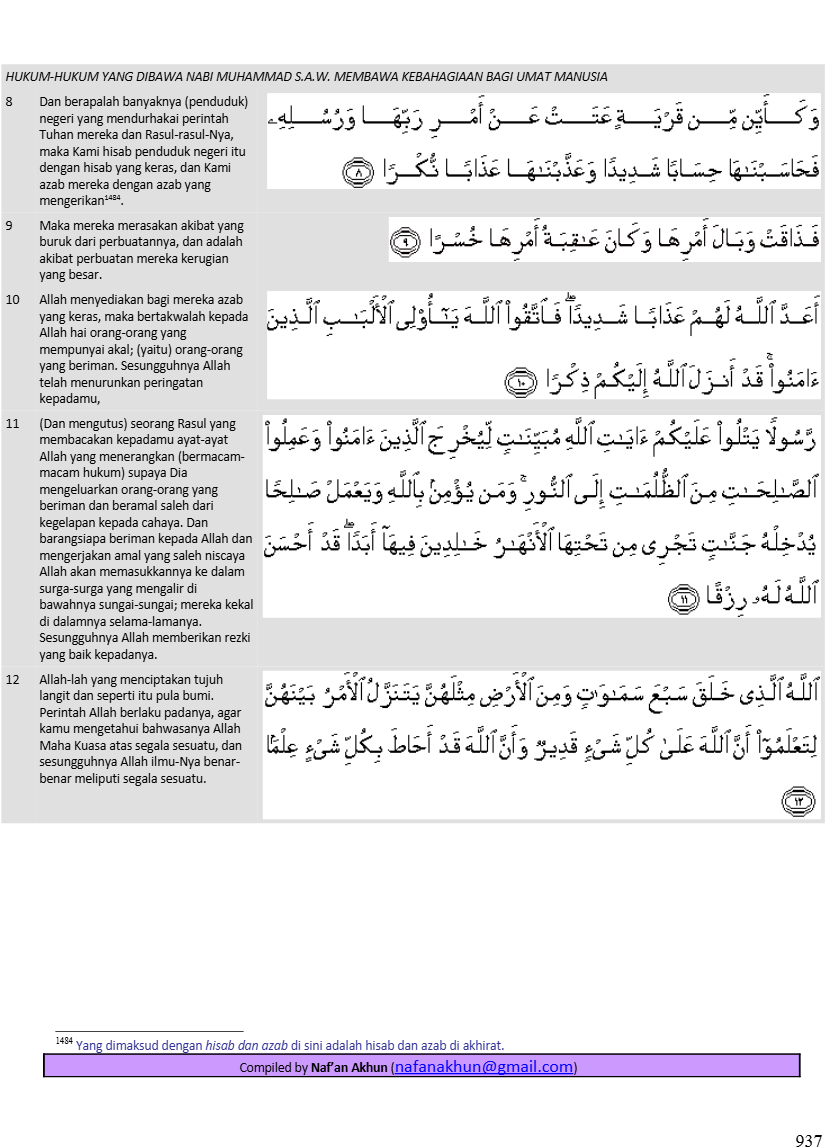 HUKUM-HUKUM YANG DIBAWA NABI MUHAMMAD S.A.W. MEMBAWA KEBAHAGIAAN BAGI UMAT MANUSIA
8 Dan berapalah banyaknya (penduduk)
negeri yang mendurhakai perintah
Tuhan mereka dan Rasul-rasul-Nya,
maka Kami hisab penduduk negeri itu
dengan hisab yang keras, dan Kami
azab mereka dengan azab yang
mengerikan¹⁴⁸⁴.
وَكَأَيِّن مِّن قَرْيَةٍ عَتَتْ عَنْ أَمْرِ رَبِّهَا وَرُسُلِهِۦ
فَحَاسَبْنَٰهَا حِسَابًا شَدِيدًا وَعَذَّبْنَٰهَا عَذَابًا نُّكْرًا ٨
9 Maka mereka merasakan akibat yang
buruk dari perbuatannya, dan adalah
akibat perbuatan mereka kerugian
yang besar.
فَذَاقَتْ وَبَالَ أَمْرِهَا وَكَانَ عَٰقِبَةُ أَمْرِهَا خُسْرًا ٩
10 Allah menyediakan bagi mereka azab
yang keras, maka bertakwalah kepada
Allah hai orang-orang yang
mempunyai akal; (yaitu) orang-orang
yang beriman. Sesungguhnya Allah
telah menurunkan peringatan
kepadamu,
أَعَدَّ ٱللَّهُ لَهُمْ عَذَابًا شَدِيدًا ۖ فَٱتَّقُوا۟ ٱللَّهَ يَٰٓأُو۟لِى ٱلْأَلْبَٰبِ ٱلَّذِينَ
ءَامَنُوا۟ ۚ قَدْ أَنزَلَ ٱللَّهُ إِلَيْكُمْ ذِكْرًا ١٠
11 (Dan mengutus) seorang Rasul yang
membacakan kepadamu ayat-ayat
Allah yang menerangkan (bermacam-
macam hukum) supaya Dia
mengeluarkan orang-orang yang
beriman dan beramal saleh dari
kegelapan kepada cahaya. Dan
barangsiapa beriman kepada Allah dan
mengerjakan amal yang saleh niscaya
Allah akan memasukkannya ke dalam
surga-surga yang mengalir di
bawahnya sungai-sungai; mereka kekal
di dalamnya selama-lamanya.
Sesungguhnya Allah memberikan rezki
yang baik kepadanya.
رَّسُولًا يَتْلُوا۟ عَلَيْكُمْ ءَايَٰتِ ٱللَّهِ مُبَيِّنَٰتٍ لِّيُخْرِجَ ٱلَّذِينَ ءَامَنُوا۟ وَعَمِلُوا۟
ٱلصَّٰلِحَٰتِ مِنَ ٱلظُّلُمَٰتِ إِلَى ٱلنُّورِ ۚ وَمَن يُؤْمِنۢ بِٱللَّهِ وَيَعْمَلْ صَٰلِحًا
يُدْخِلْهُ جَنَّٰتٍ تَجْرِى مِن تَحْتِهَا ٱلْأَنْهَٰرُ خَٰلِدِينَ فِيهَآ أَبَدًا ۖ قَدْ أَحْسَنَ
ٱللَّهُ لَهُۥ رِزْقًا ١١
12 Allah-lah yang menciptakan tujuh
langit dan seperti itu pula bumi.
Perintah Allah berlaku padanya, agar
kamu mengetahui bahwasanya Allah
Maha Kuasa atas segala sesuatu, dan
sesungguhnya Allah ilmu-Nya benar-
benar meliputi segala sesuatu.
ٱللَّهُ ٱلَّذِى خَلَقَ سَبْعَ سَمَٰوَٰتٍ وَمِنَ ٱلْأَرْضِ مِثْلَهُنَّ يَتَنَزَّلُ ٱلْأَمْرُ بَيْنَهُنَّ
لِتَعْلَمُوٓا۟ أَنَّ ٱللَّهَ عَلَىٰ كُلِّ شَىْءٍ قَدِيرٌ وَأَنَّ ٱللَّهَ قَدْ أَحَاطَ بِكُلِّ شَىْءٍ عِلْمًۢا
١٢
¹⁴⁸⁴ Yang dimaksud dengan hisab dan azab di sini adalah hisab dan azab di akhirat.
Compiled by Naf'an Akhun (nafanakhun@gmail.com)
937